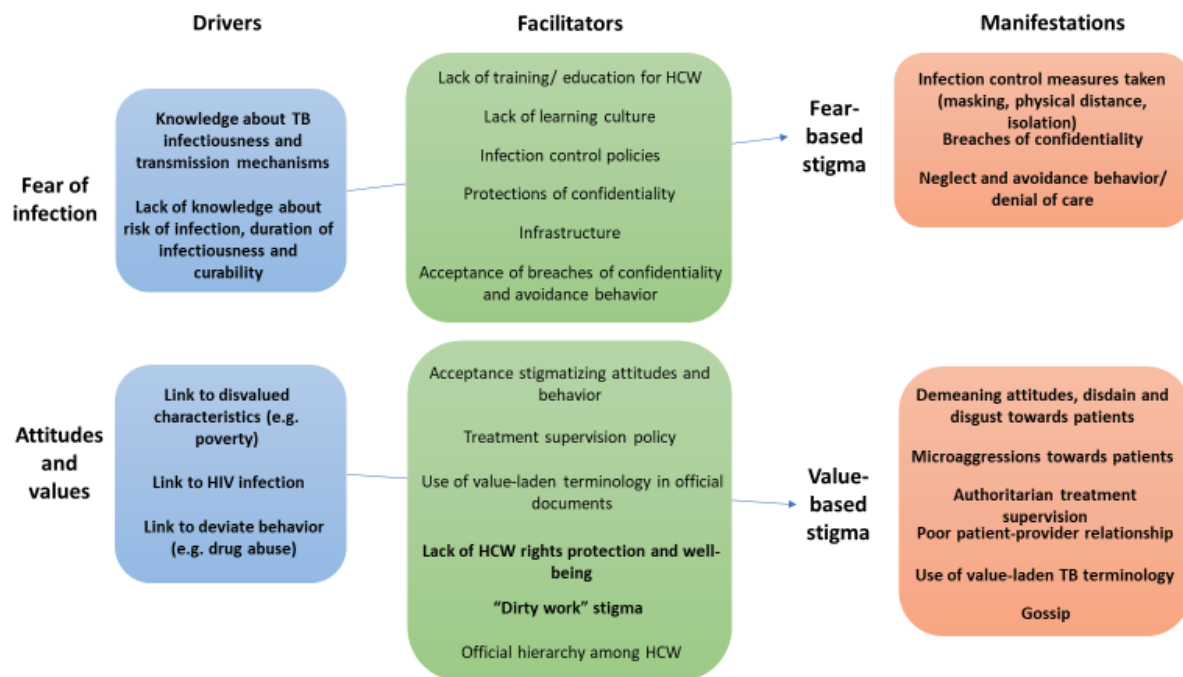 Drivers
Facilitators
Manifestations
Fear of
infection
Knowledge about TB
infectiousness and
transmission mechanisms
Lack of knowledge about
risk of infection, duration of
infectiousness and
curability
Lack of training/ education for HCW
Lack of learning culture
Infection control policies
Protections of confidentiality
Infrastructure
Acceptance of breaches of confidentiality
and avoidance behavior
Fear-
based
stigma
Infection control measures taken
(masking, physical distance,
isolation)
Breaches of confidentiality
Neglect and avoidance behavior/
denial of care
Attitudes
and
values
Link to disvalued
characteristics (e.g.
poverty)
Link to HIV infection
Link to deviate behavior
(e.g. drug abuse)
Acceptance stigmatizing attitudes and
behavior
Treatment supervision policy
Use of value-laden terminology in official
documents
Lack of HCW rights protection and well-
being
“Dirty work” stigma
Official hierarchy among HCW
Value-
based
stigma
Demeaning attitudes, disdain and
disgust towards patients
Microaggressions towards patients
Authoritarian treatment
supervision
Poor patient-provider relationship
Use of value-laden TB terminology
Gossip